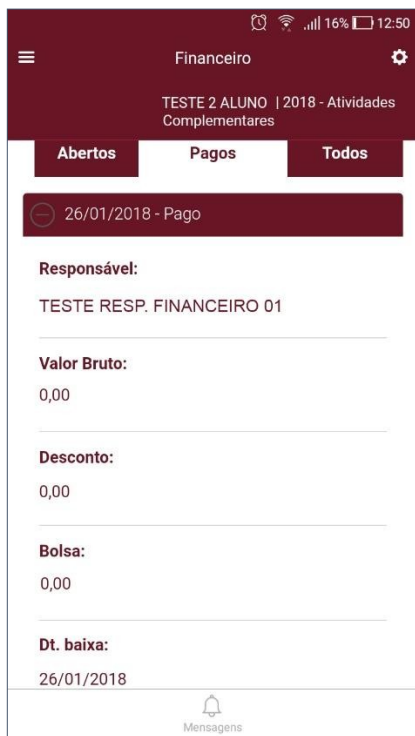 16% 12:50
Financeiro
TESTE 2 ALUNO | 2018 - Atividades
Complementares
Abertos Pagos Todos
26/01/2018 - Pago
Responsável:
TESTE RESP. FINANCEIRO 01
Valor Bruto:
0,00
Desconto:
0,00
Bolsa:
0,00
Dt. baixa:
26/01/2018
Mensagens